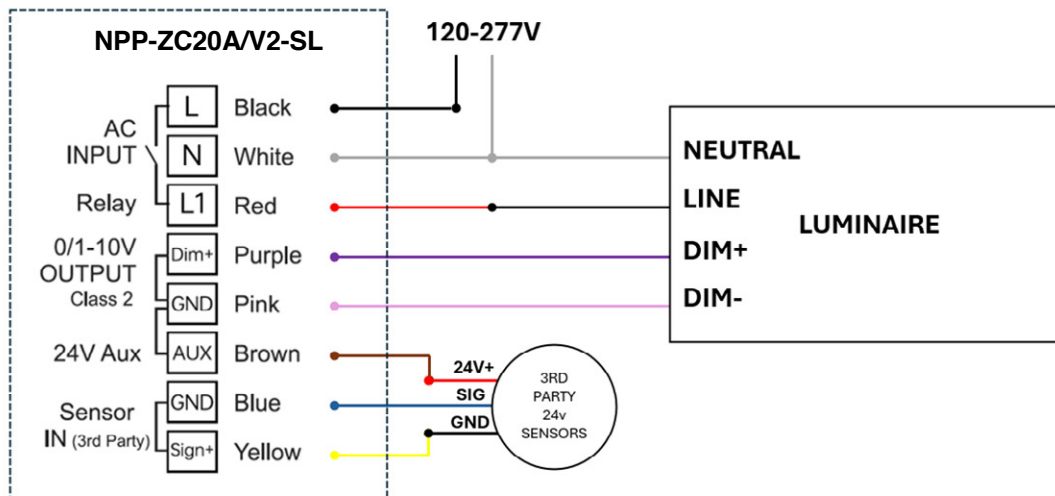 NPP-ZC20A/V2-SL
120-277V
L Black
AC
INPUT
N White
Relay
L1 Red
0/1-10V
OUTPUT
Class 2
Dim+ Purple
GND Pink
24V Aux
AUX Brown
GND Blue
Sensor
IN (3rd Party)
Sign+ Yellow
NEUTRAL
LINE
DIM+
DIM-
LUMINAIRE
24V+
SIG
GND
3RD
PARTY
24v
SENSORS